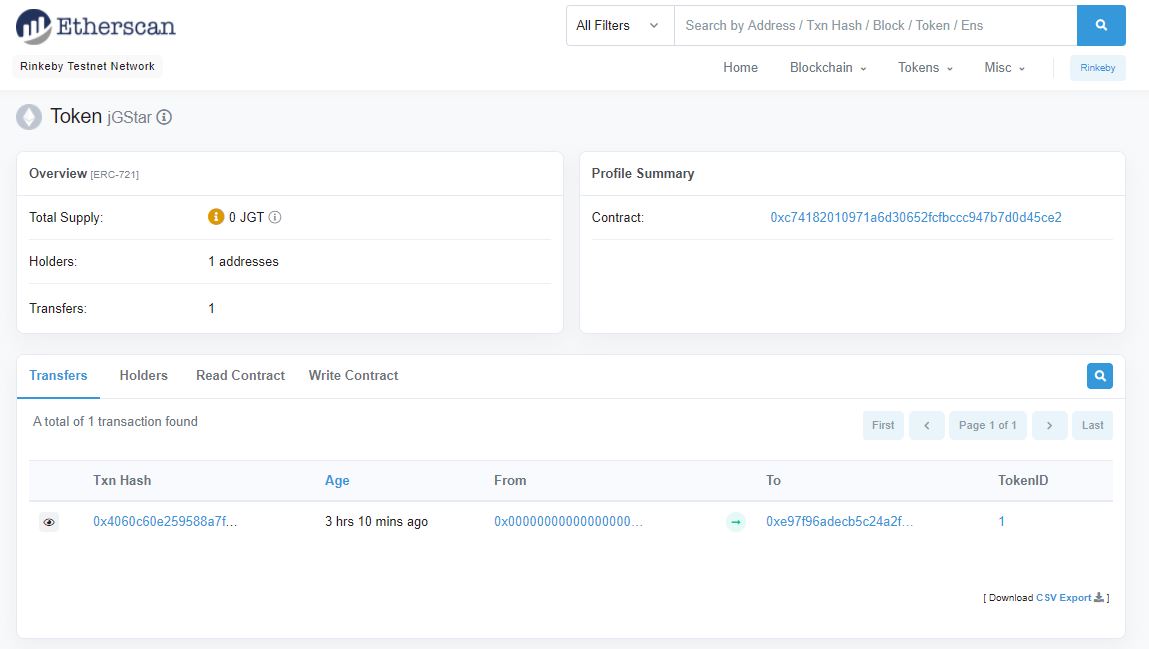 Etherscan
All Filters
Search by Address / Txn Hash / Block / Token / Ens
Rinkeby Testnet Network
Home Blockchain Tokens Misc Rinkeby
Token jGStar
Overview [ERC-721]
Total Supply: 0 JGT
Holders: 1 addresses
Transfers: 1
Profile Summary
Contract: 0xc74182010971a6d30652fcfbccc947b7d0d45ce2
Transfers Holders Read Contract Write Contract
A total of 1 transaction found
First Page 1 of 1 Last
Txn Hash Age From To TokenID
0x4060c60e259588a7f... 3 hrs 10 mins ago 0x00000000000000000... 0xe97f96adecb5c24a2f... 1
[ Download CSV Export ]